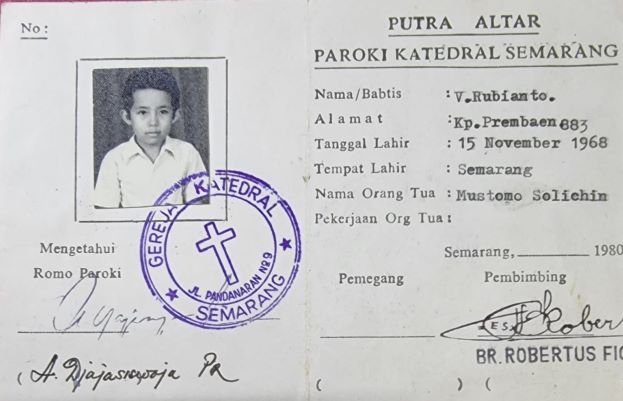 No:
Mengetahui
Romo Paroki
GEREJA KATEDRAL
JL. PANDANARAN No 9
SEMARANG
(A. Djajasiswaja Pr
PUTRA ALTAR
PAROKI KATEDRAL SEMARANG
Nama/Babtis : V.Rubianto.
Alamat : Kp.Prembaen 683
Tanggal Lahir : 15 November 1968
Tempat Lahir : Semarang
Nama Orang Tua : Mustomo Solichin
Pekerjaan Org Tua :
Semarang, 1980
Pemegang Pembimbing
BR.ROBERTUS FIC
( ) (